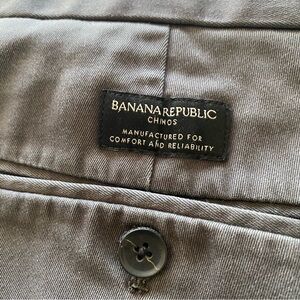 BANANA REPUBLIC
CHINOS
MANUFACTURED FOR
COMFORT AND RELIABILITY